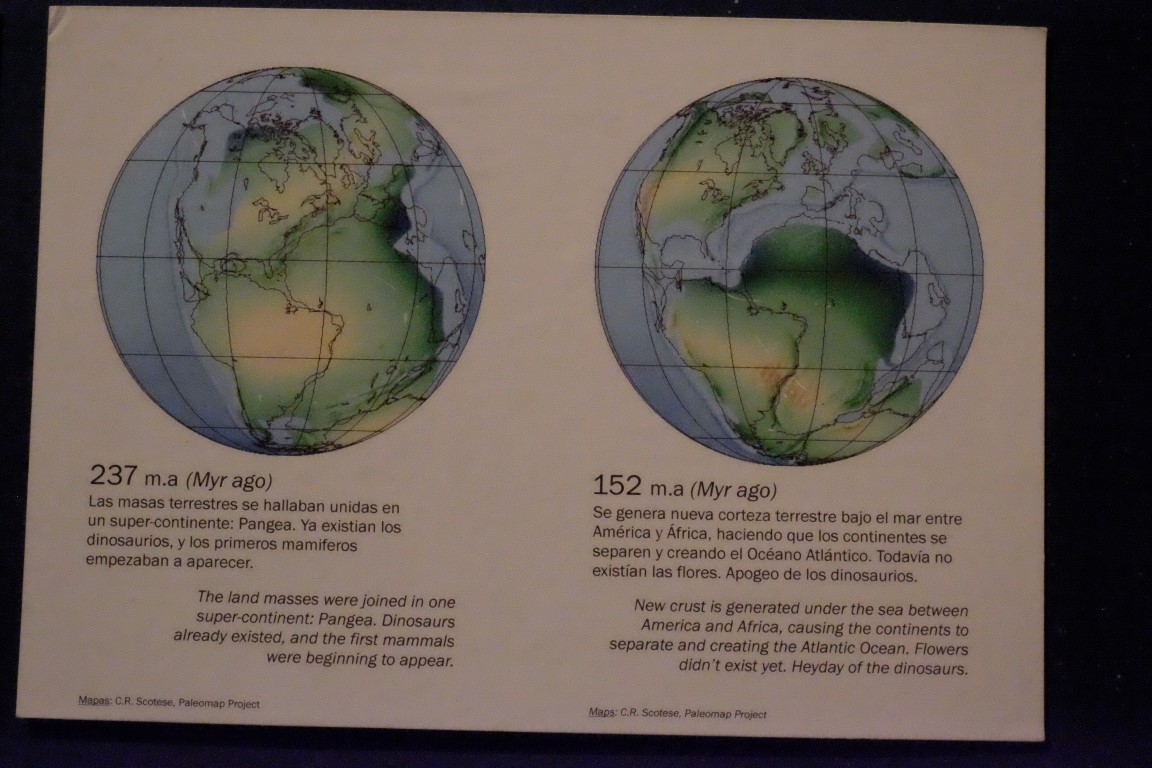 237 m.a (Myr ago)
Las masas terrestres se hallaban unidas en
un super-continente: Pangea. Ya existian los
dinosaurios, y los primeros mamiferos
empezaban a aparecer.
The land masses were joined in one
super-continent: Pangea. Dinosaurs
already existed, and the first mammals
were beginning to appear.
Mapas: C.R. Scotese, Paleomap Project
152 m.a (Myr ago)
Se genera nueva corteza terrestre bajo el mar entre
América y África, haciendo que los continentes se
separen y creando el Océano Atlántico. Todavía no
existían las flores. Apogeo de los dinosaurios.
New crust is generated under the sea between
America and Africa, causing the continents to
separate and creating the Atlantic Ocean. Flowers
didn't exist yet. Heyday of the dinosaurs.
Maps: C.R. Scotese, Paleomap Project